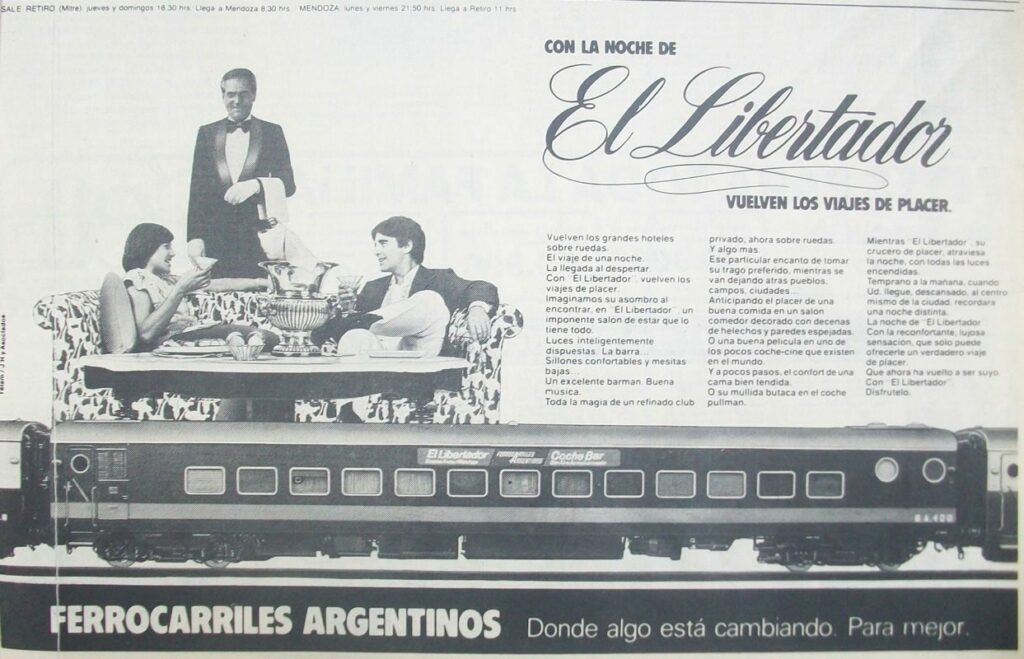 SALE RETIRO (Mitre) jueves y domingos 18.30 hrs. Llega a Mendoza 8,30 hrs. MENDOZA: lunes y viernes 21,50 hrs. Llega a Retiro 11 hrs.
CON LA NOCHE DE
El Libertador
VUELVEN LOS VIAJES DE PLACER.
Vuelven los grandes hoteles
sobre ruedas.
El viaje de una noche.
La llegada al despertar.
Con "El Libertador", vuelven los
viajes de placer.
Imaginamos su asombro al
encontrar, en "El Libertador", un
imponente salon de estar que lo
tiene todo.
Luces inteligentemente
dispuestas. La barra...
Sillones confortables y mesitas
bajas...
Un excelente barman. Buena
musica.
Toda la magia de un refinado club
privado, ahora sobre ruedas.
Y algo mas.
Ese particular encanto de tomar
su trago preferido, mientras se
van dejando atras pueblos,
campos, ciudades...
Anticipando el placer de una
buena comida en un salon
comedor decorado con decenas
de helechos y paredes espejadas.
O una buena pelicula en uno de
los pocos coche-cine que existen
en el mundo.
Y a pocos pasos, el confort de una
cama bien tendida.
O su mullida butaca en el coche
pullman.
Mientras "El Libertador", su
crucero de placer, atraviesa
la noche, con todas las luces
encendidas.
Temprano a la mañana, cuando
Ud. llegue, descansado, al centro
mismo de la ciudad, recordara
una noche distinta.
La noche de "El Libertador".
Con la reconfortante, lujosa
sensación, que solo puede
ofrecerle un verdadero viaje
de placer.
Que ahora ha vuelto a ser suyo.
Con "El Libertador".
Disfrutelo.
El Libertador
FERROCARRILES
ARGENTINOS
Coche Bar
FERROCARRILES ARGENTINOS
Donde algo está cambiando. Para mejor.